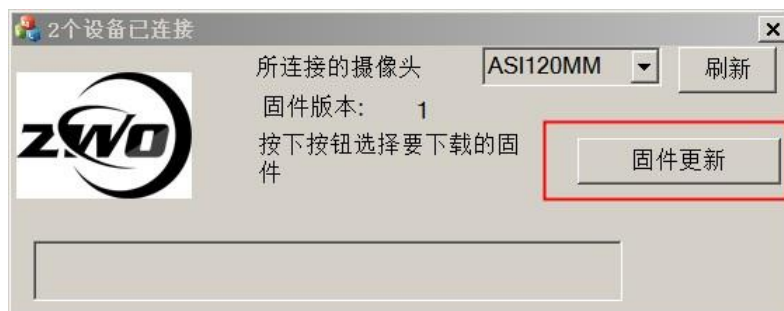 2个设备已连接
所连接的摄像头 ASI120MM 刷新
固件版本: 1
按下按钮选择要下载的固
件
固件更新
ZWO